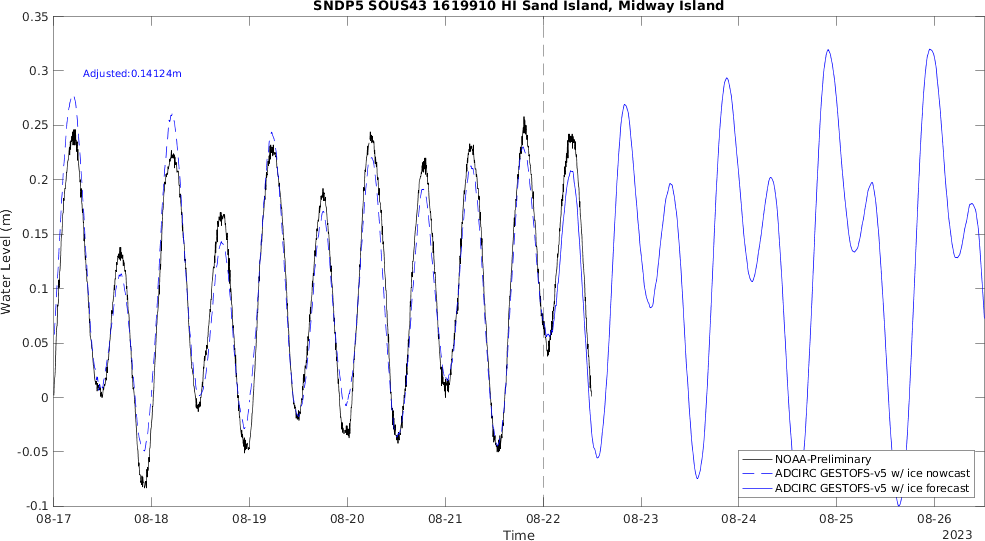 SNDP5 SOUS43 1619910 HI Sand Island, Midway Island
0.35
0.3
Adjusted:0.14124m
0.25
0.2
0.15
0.1
0.05
0
-0.05
-0.1
Water Level (m)
NOAA-Preliminary
ADCIRC GESTOFS-v5 w/ ice nowcast
ADCIRC GESTOFS-v5 w/ ice forecast
08-17 08-18 08-19 08-20 08-21 08-22 08-23 08-24 08-25 08-26
Time
2023